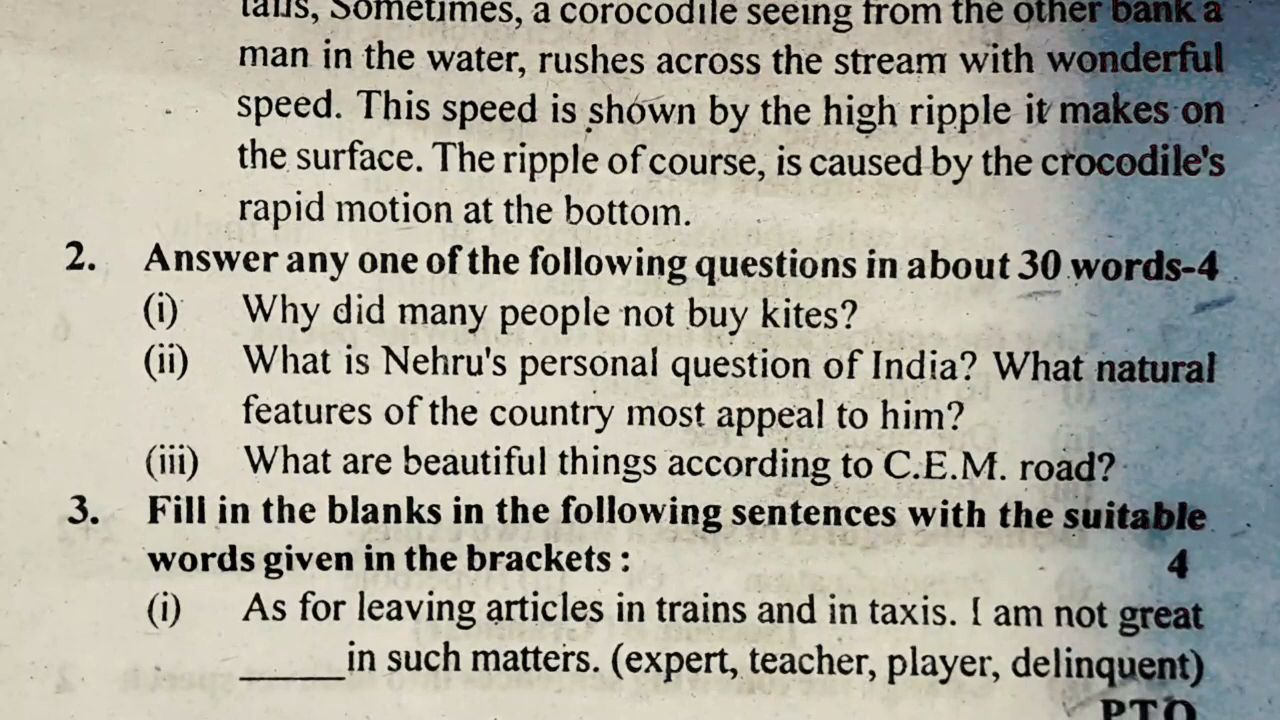 tails, Sometimes, a corocodile seeing from the other bank a
man in the water, rushes across the stream with wonderful
speed. This speed is shown by the high ripple it makes on
the surface. The ripple of course, is caused by the crocodile's
rapid motion at the bottom.
2. Answer any one of the following questions in about 30 words-4
(i) Why did many people not buy kites?
(ii) What is Nehru's personal question of India? What natural
features of the country most appeal to him?
(iii) What are beautiful things according to C.E.M. road?
3. Fill in the blanks in the following sentences with the suitable
words given in the brackets : 4
(i) As for leaving articles in trains and in taxis. I am not great
_____in such matters. (expert, teacher, player, delinquent)
PTO